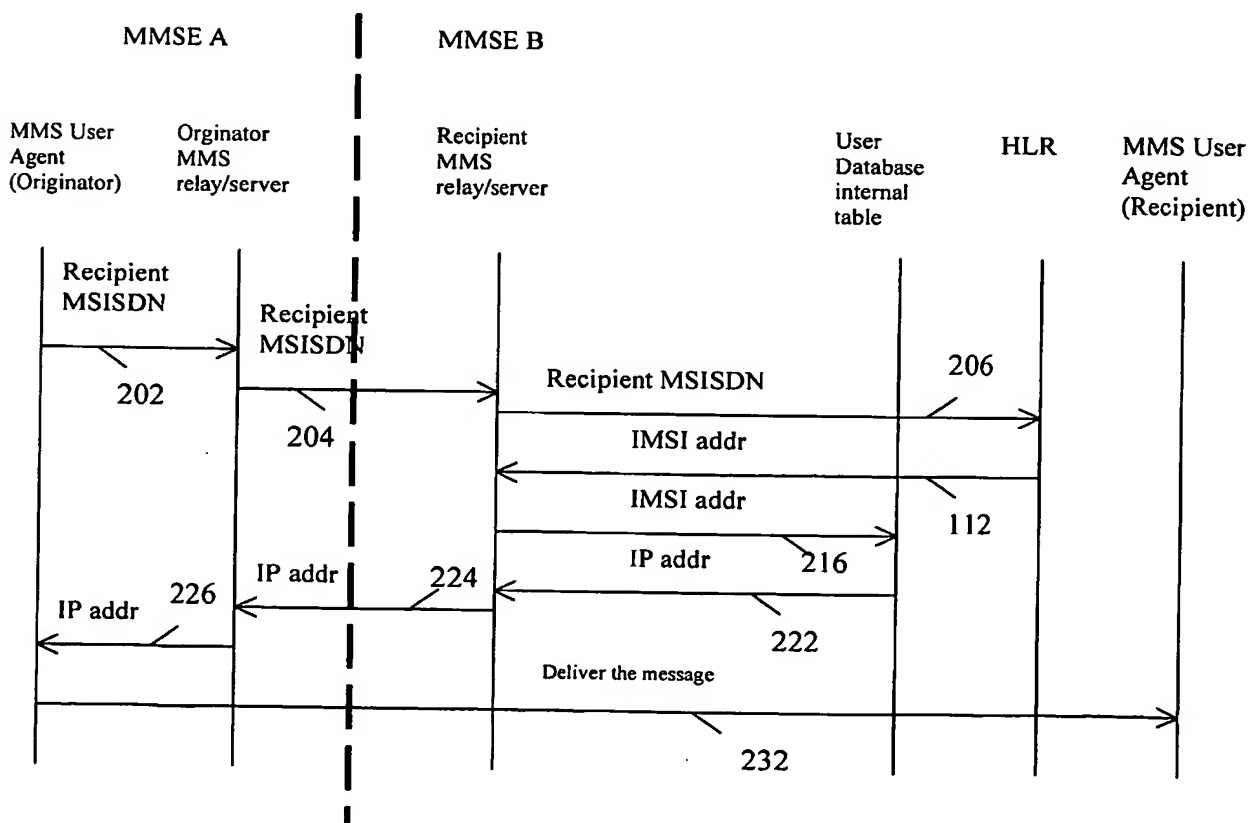 MMSE A
MMSE B
MMS User
Agent
(Originator)
Orginator
MMS
relay/server
Recipient
MMS
relay/server
User
Database
internal
table
HLR
MMS User
Agent
(Recipient)
Recipient
MSISDN
202
Recipient
MSISDN
204
Recipient MSISDN
206
IMSI addr
112
IMSI addr
216
IP addr
222
IP addr
224
IP addr
226
Deliver the message
232